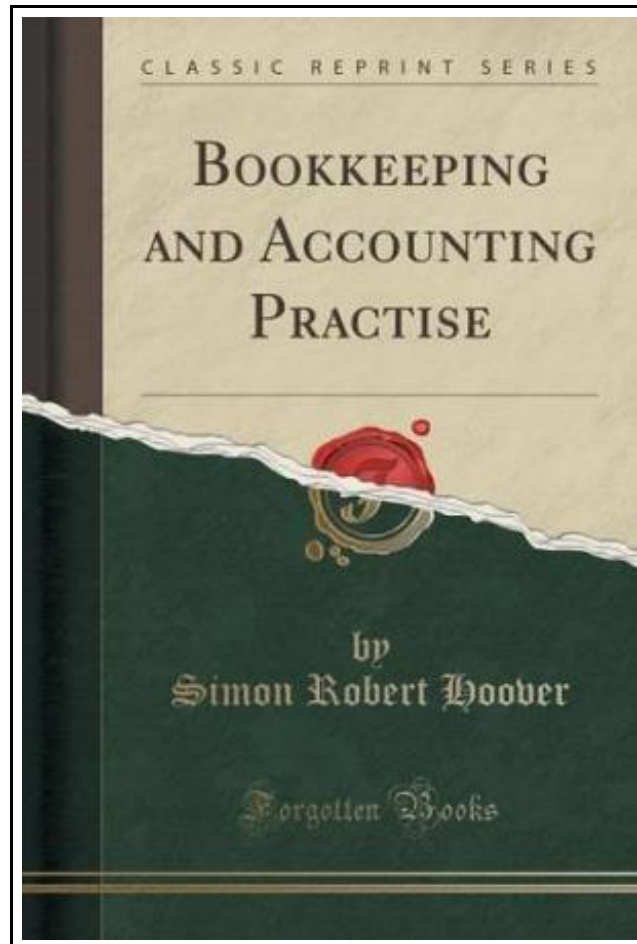 CLASSIC REPRINT SERIES
BOOKKEEPING
AND ACCOUNTING
PRACTISE
F
by
Simon Robert Hoover
Forgotten Books